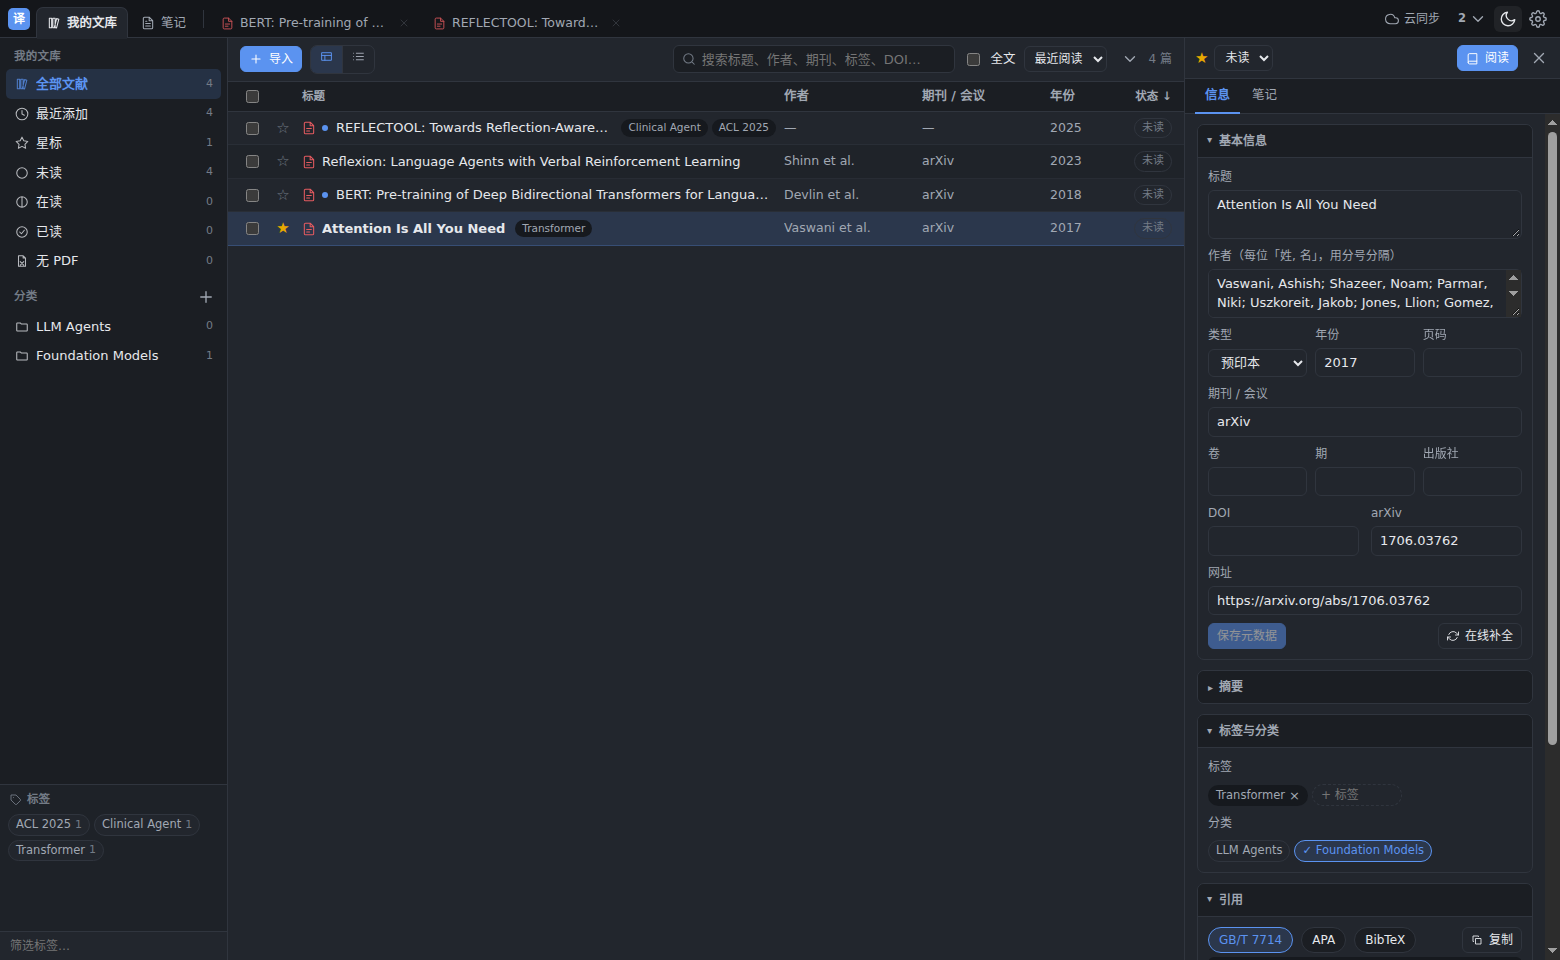 译 我的文库 笔记 BERT: Pre-training of ... REFLECTOOL: Toward... 云同步 2
我的文库
全部文献 4
最近添加 4
星标 1
未读 4
在读 0
已读 0
无 PDF 0
分类
LLM Agents 0
Foundation Models 1
标签
ACL 2025 1 Clinical Agent 1
Transformer 1
筛选标签...
导入 搜索标题、作者、期刊、标签、DOI... 全文 最近阅读 4 篇
标题 作者 期刊 / 会议 年份 状态 ↓
☆ REFLECTOOL: Towards Reflection-Aware... Clinical Agent ACL 2025 — — 2025 未读
☆ Reflexion: Language Agents with Verbal Reinforcement Learning Shinn et al. arXiv 2023 未读
☆ BERT: Pre-training of Deep Bidirectional Transformers for Langua... Devlin et al. arXiv 2018 未读
★ Attention Is All You Need Transformer Vaswani et al. arXiv 2017 未读
★ 未读 阅读
信息 笔记
▾ 基本信息
标题
Attention Is All You Need
作者（每位「姓, 名」，用分号分隔）
Vaswani, Ashish; Shazeer, Noam; Parmar,
Niki; Uszkoreit, Jakob; Jones, Llion; Gomez,
类型 年份 页码
预印本 2017
期刊 / 会议
arXiv
卷 期 出版社
DOI arXiv
1706.03762
网址
https://arxiv.org/abs/1706.03762
保存元数据 在线补全
▸ 摘要
▾ 标签与分类
标签
Transformer × + 标签
分类
LLM Agents ✓ Foundation Models
▾ 引用
GB/T 7714 APA BibTeX 复制